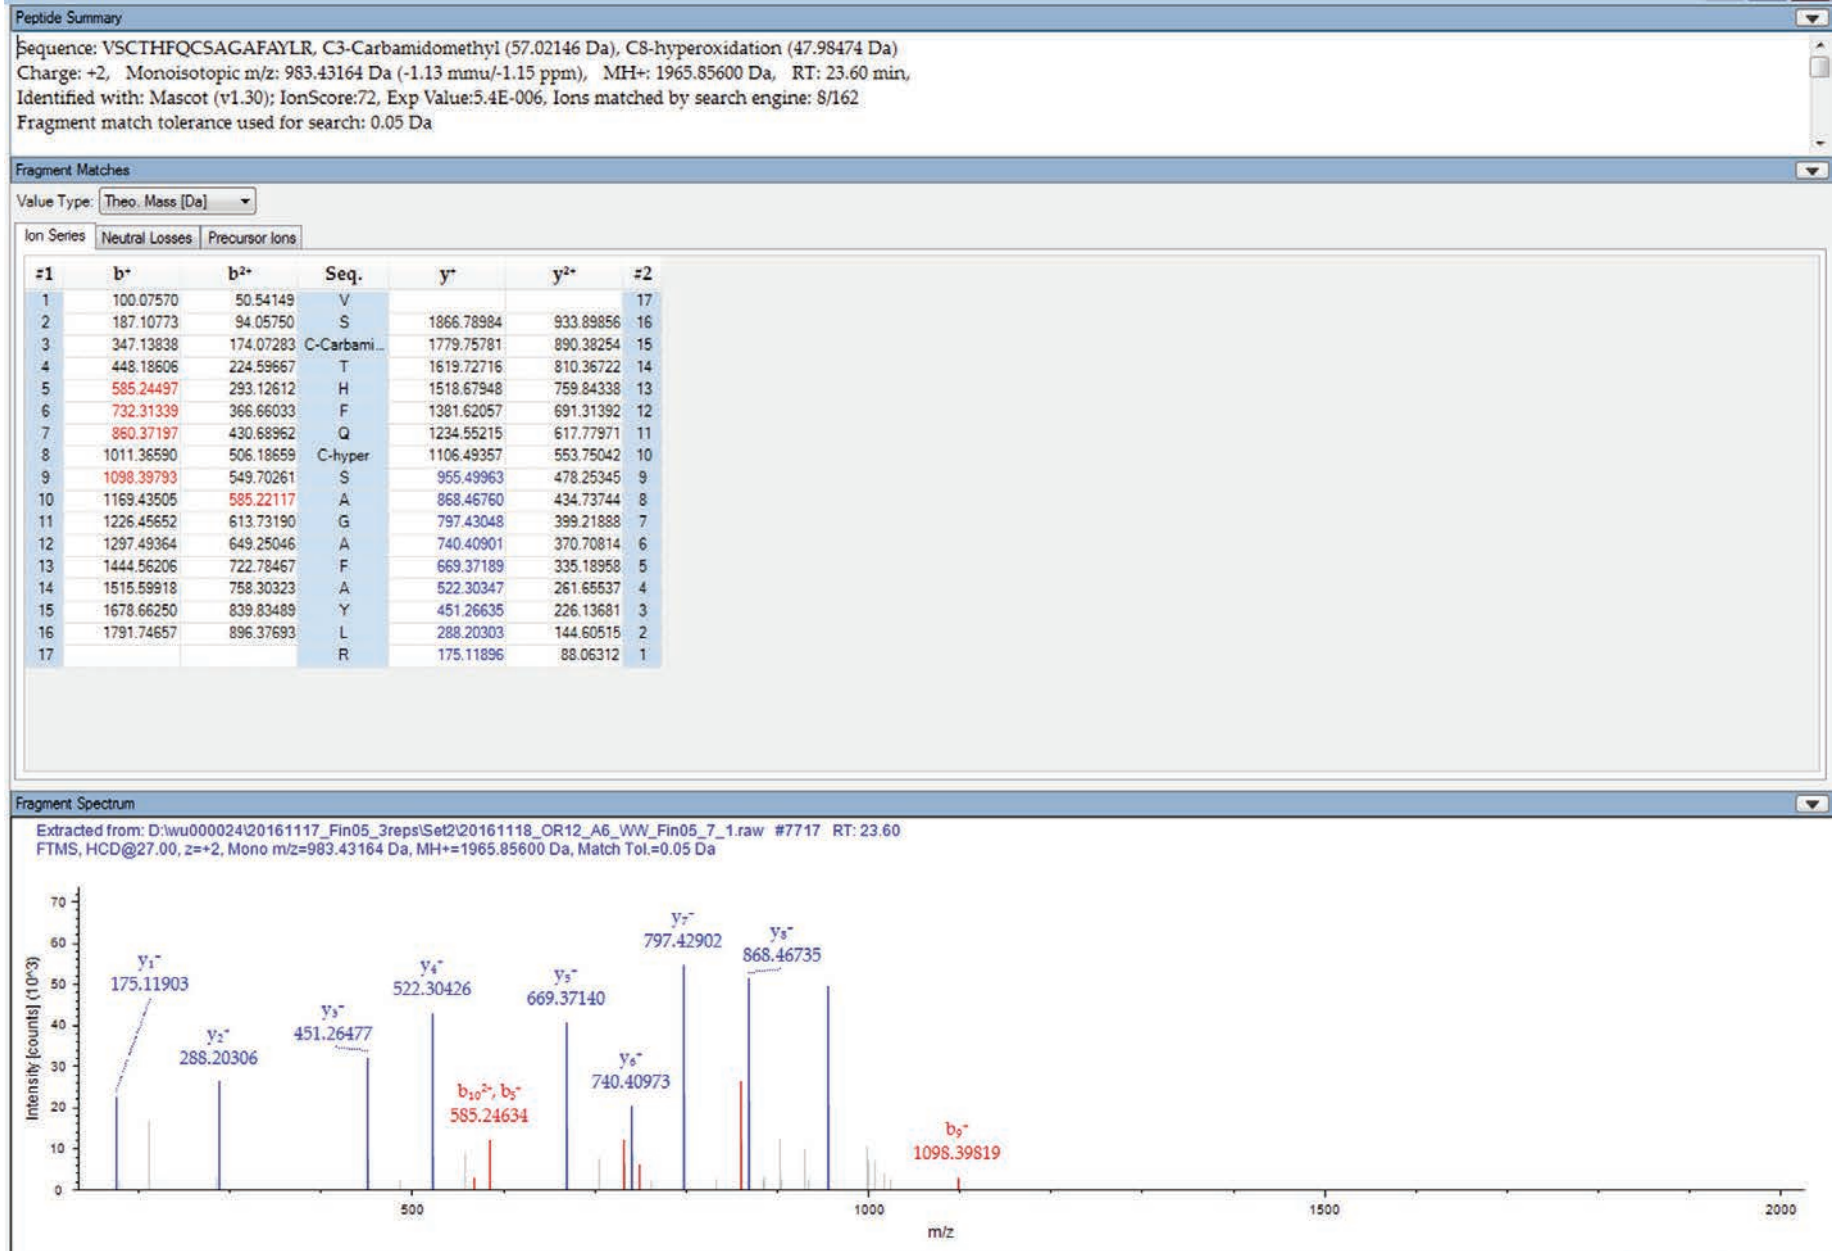 Peptide Summary
Sequence: VSCTHFQCSAGAFAYLR, C3-Carbamidomethyl (57.02146 Da), C8-hyperoxidation (47.98474 Da)
Charge: +2, Monoisotopic m/z: 983.43164 Da (-1.13 mmu/-1.15 ppm), MH+: 1965.85600 Da, RT: 23.60 min,
Identified with: Mascot (v1.30); IonScore:72, Exp Value:5.4E-006, Ions matched by search engine: 8/162
Fragment match tolerance used for search: 0.05 Da
Fragment Matches
Value Type: Theo. Mass [Da]
Ion Series Neutral Losses Precursor Ions
#1 b⁺ b²⁺ Seq. y⁺ y²⁺ #2
1 100.07570 50.54149 V 17
2 187.10773 94.05750 S 1866.78984 933.89856 16
3 347.13838 174.07283 C-Carbami... 1779.75781 890.38254 15
4 448.18606 224.59667 T 1619.72716 810.36722 14
5 585.24497 293.12612 H 1518.67948 759.84338 13
6 732.31339 366.66033 F 1381.62057 691.31392 12
7 860.37197 430.68962 Q 1234.55215 617.77971 11
8 1011.36590 506.18659 C-hyper 1106.49357 553.75042 10
9 1098.39793 549.70261 S 955.49963 478.25345 9
10 1169.43505 585.22117 A 868.46760 434.73744 8
11 1226.45652 613.73190 G 797.43048 399.21888 7
12 1297.49364 649.25046 A 740.40901 370.70814 6
13 1444.56206 722.78467 F 669.37189 335.18958 5
14 1515.59918 758.30323 A 522.30347 261.65537 4
15 1678.66250 839.83489 Y 451.26635 226.13681 3
16 1791.74657 896.37693 L 288.20303 144.60515 2
17 R 175.11896 88.06312 1
Fragment Spectrum
Extracted from: D:\wu000024\20161117_Fin05_3reps\Set2\20161118_OR12_A6_WW_Fin05_7_1.raw #7717 RT: 23.60
FTMS, HCD@27.00, z=+2, Mono m/z=983.43164 Da, MH+=1965.85600 Da, Match Tol.=0.05 Da
Intensity [counts] (10^3)
70
60
50
40
30
20
10
0
y₁⁺
175.11903
y₂⁺
288.20306
y₃⁺
451.26477
y₄⁺
522.30426
b₁₀²⁺, b₅⁺
585.24634
y₅⁺
669.37140
y₆⁺
740.40973
y₇⁺
797.42902
y₈⁺
868.46735
b₉⁺
1098.39819
500 1000 1500 2000
m/z